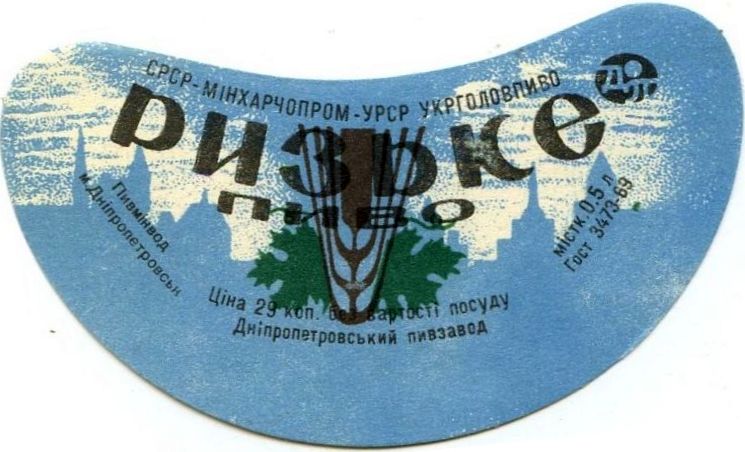 СРСР-МІНХАРЧОПРОМ-УРСР УКРГОЛОВПИВО
ризьке
пиво
Пивмінвод
м.Дніпропетровськ
містк. 0,5 л
Гост 3473-69
Ціна 29 коп. без вартості посуду
Дніпропетровський пивзавод